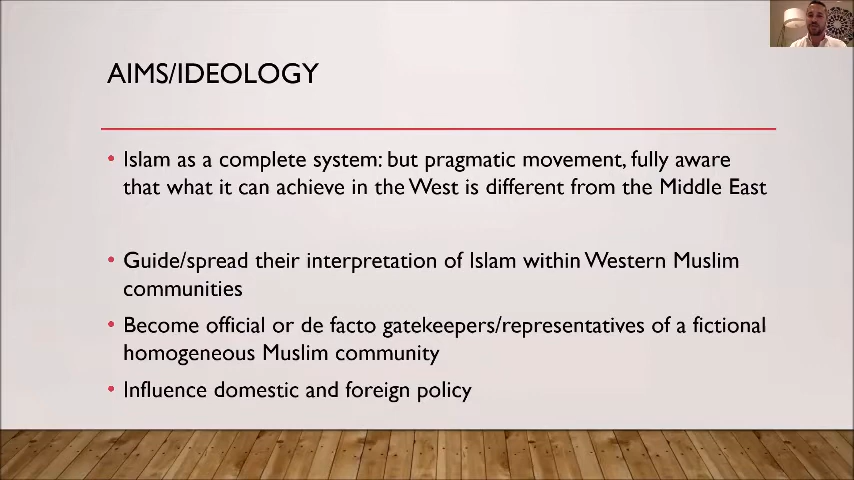 AIMS/IDEOLOGY
• Islam as a complete system: but pragmatic movement, fully aware
that what it can achieve in the West is different from the Middle East
• Guide/spread their interpretation of Islam within Western Muslim
communities
• Become official or de facto gatekeepers/representatives of a fictional
homogeneous Muslim community
• Influence domestic and foreign policy